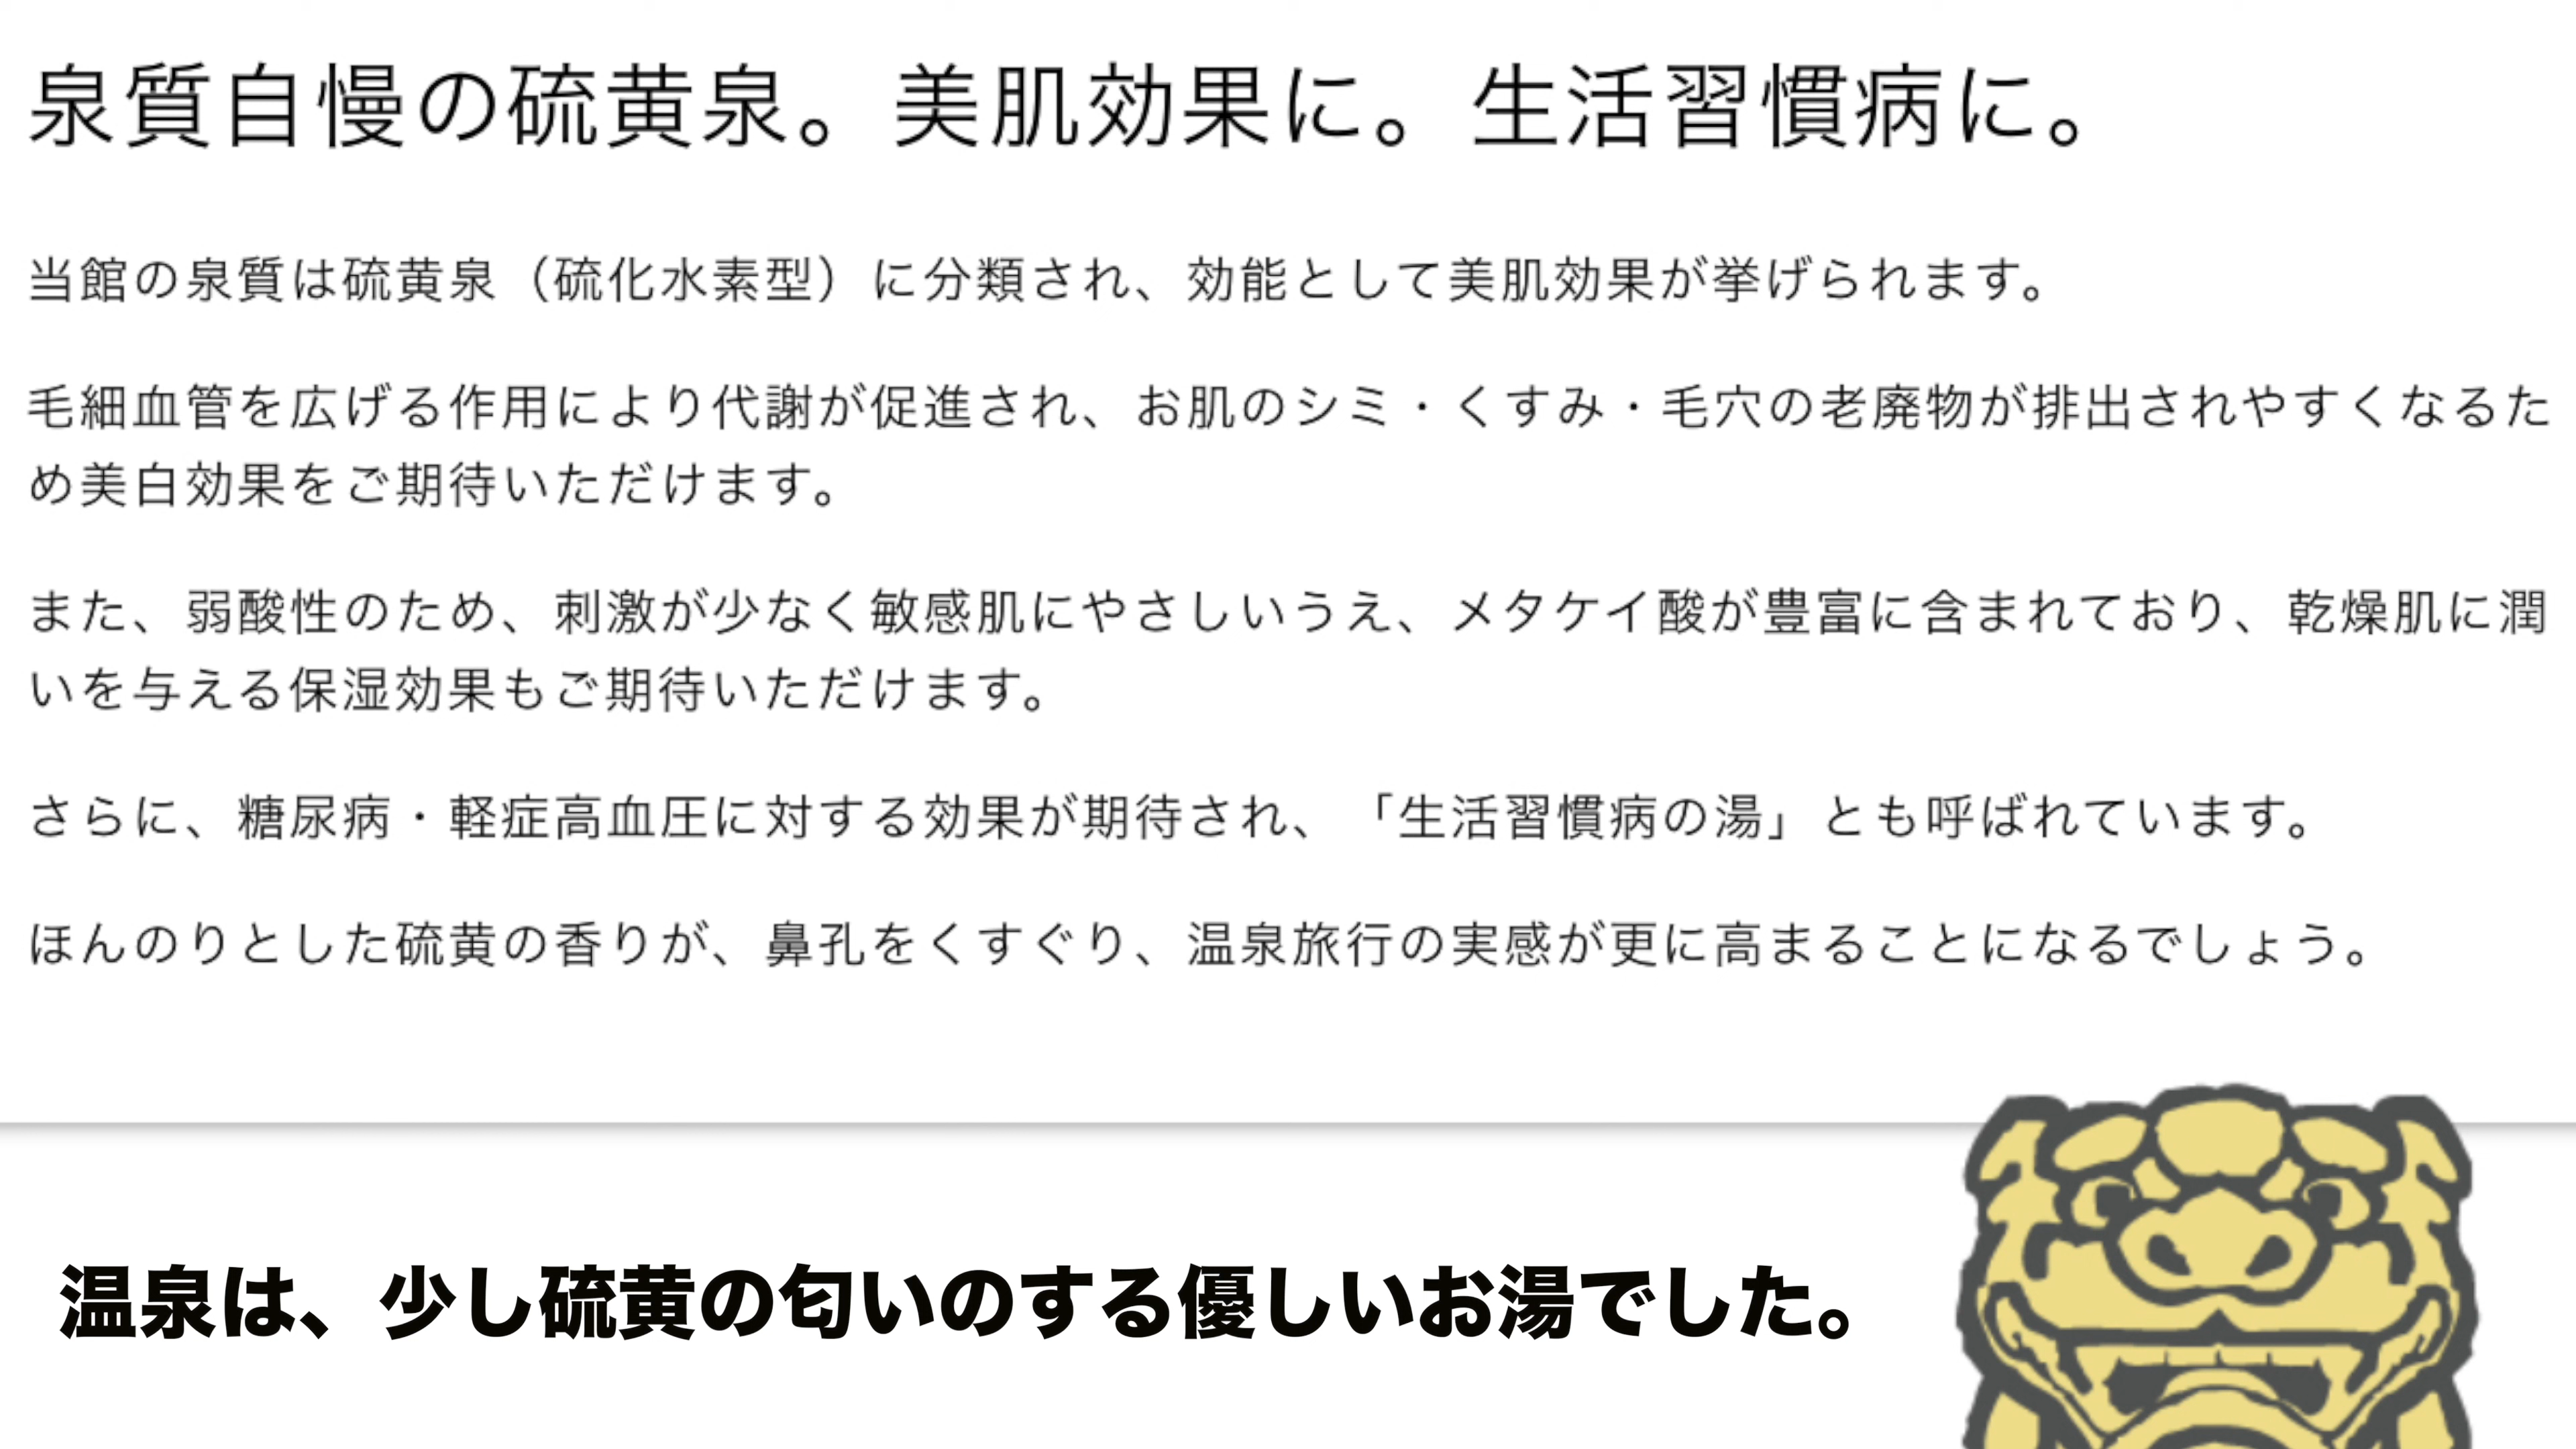 泉質自慢の硫黄泉。美肌効果に。生活習慣病に。
当館の泉質は硫黄泉（硫化水素型）に分類され、効能として美肌効果が挙げられます。
毛細血管を広げる作用により代謝が促進され、お肌のシミ・くすみ・毛穴の老廃物が排出されやすくなるた
め美白効果をご期待いただけます。
また、弱酸性のため、刺激が少なく敏感肌にやさしいうえ、メタケイ酸が豊富に含まれており、乾燥肌に潤
いを与える保湿効果もご期待いただけます。
さらに、糖尿病・軽症高血圧に対する効果が期待され、「生活習慣病の湯」とも呼ばれています。
ほんのりとした硫黄の香りが、鼻孔をくすぐり、温泉旅行の実感が更に高まることになるでしょう。
温泉は、少し硫黄の匂いのする優しいお湯でした。